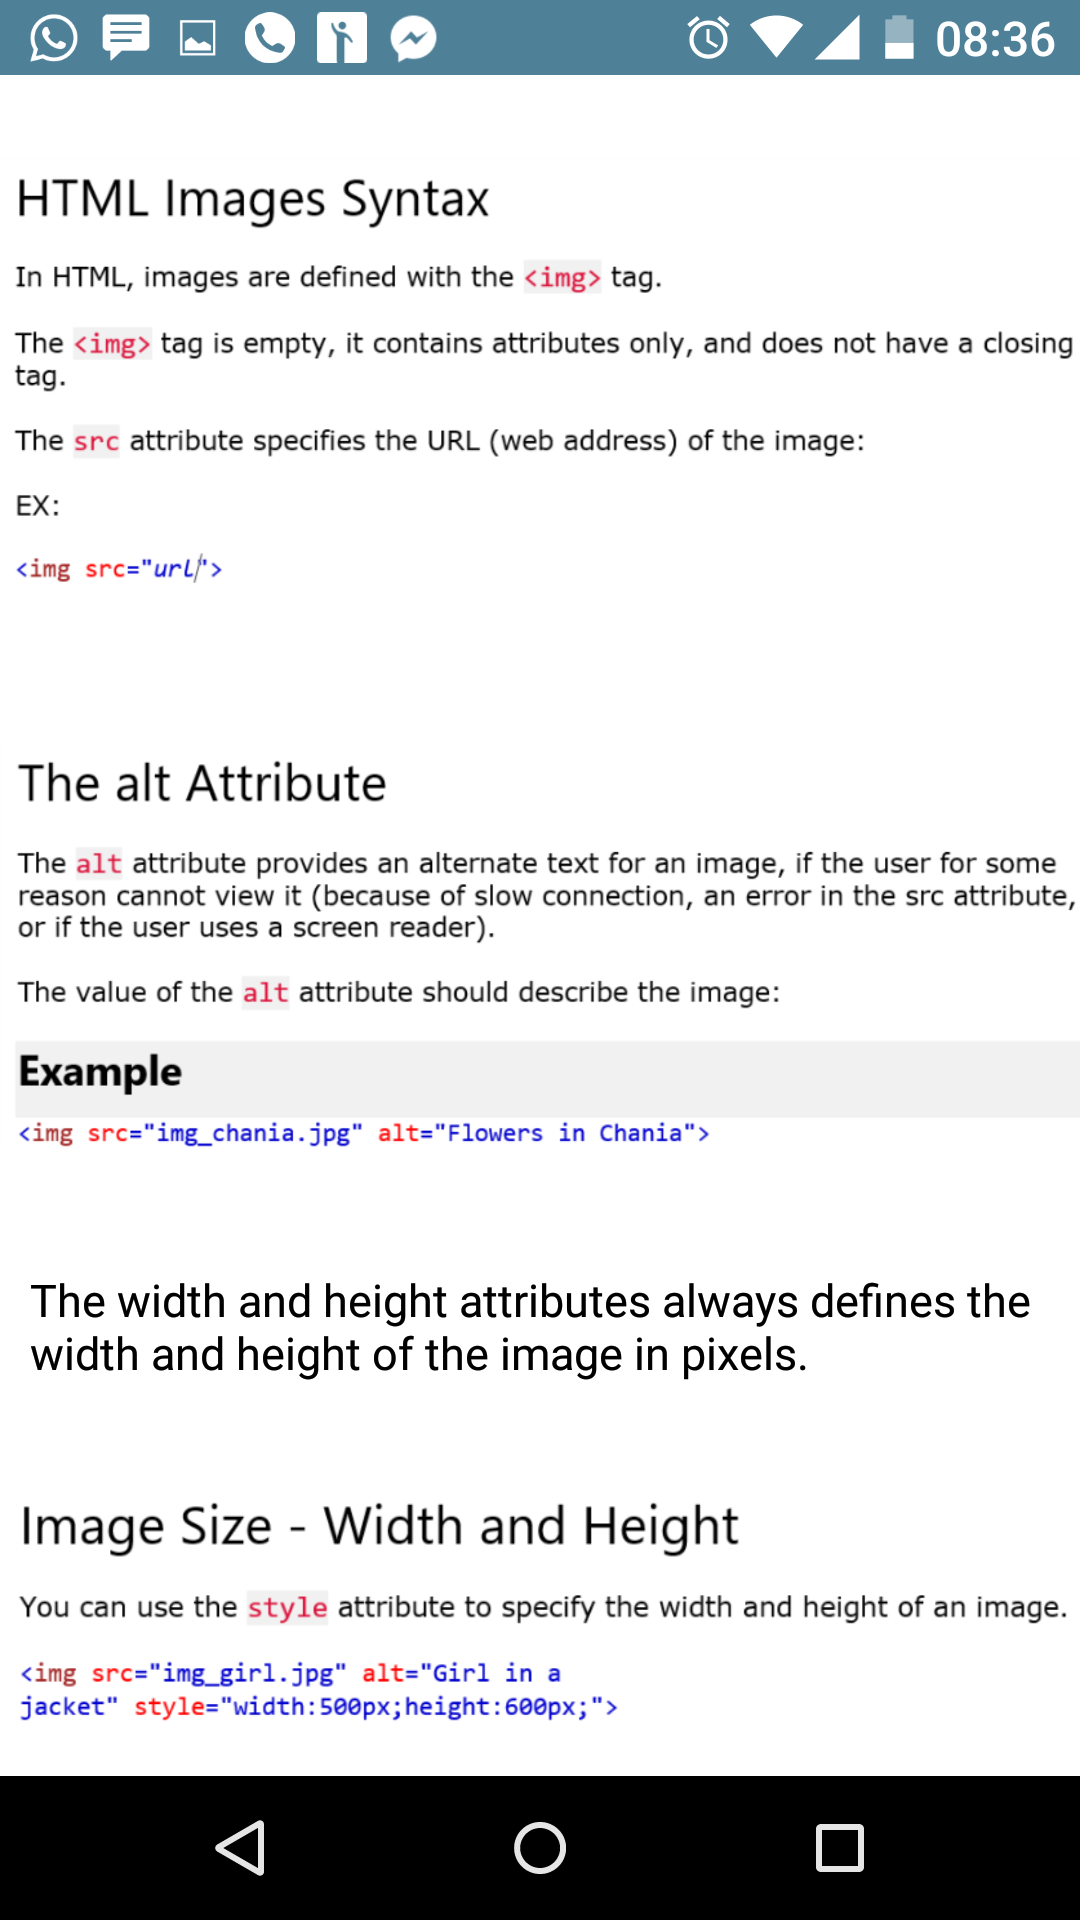 08:36
HTML Images Syntax
In HTML, images are defined with the <img> tag.
The <img> tag is empty, it contains attributes only, and does not have a closing
tag.
The src attribute specifies the URL (web address) of the image:
EX:
<img src="url">
The alt Attribute
The alt attribute provides an alternate text for an image, if the user for some
reason cannot view it (because of slow connection, an error in the src attribute,
or if the user uses a screen reader).
The value of the alt attribute should describe the image:
Example
<img src="img_chania.jpg" alt="Flowers in Chania">
The width and height attributes always defines the
width and height of the image in pixels.
Image Size - Width and Height
You can use the style attribute to specify the width and height of an image.
<img src="img_girl.jpg" alt="Girl in a
jacket" style="width:500px;height:600px;">